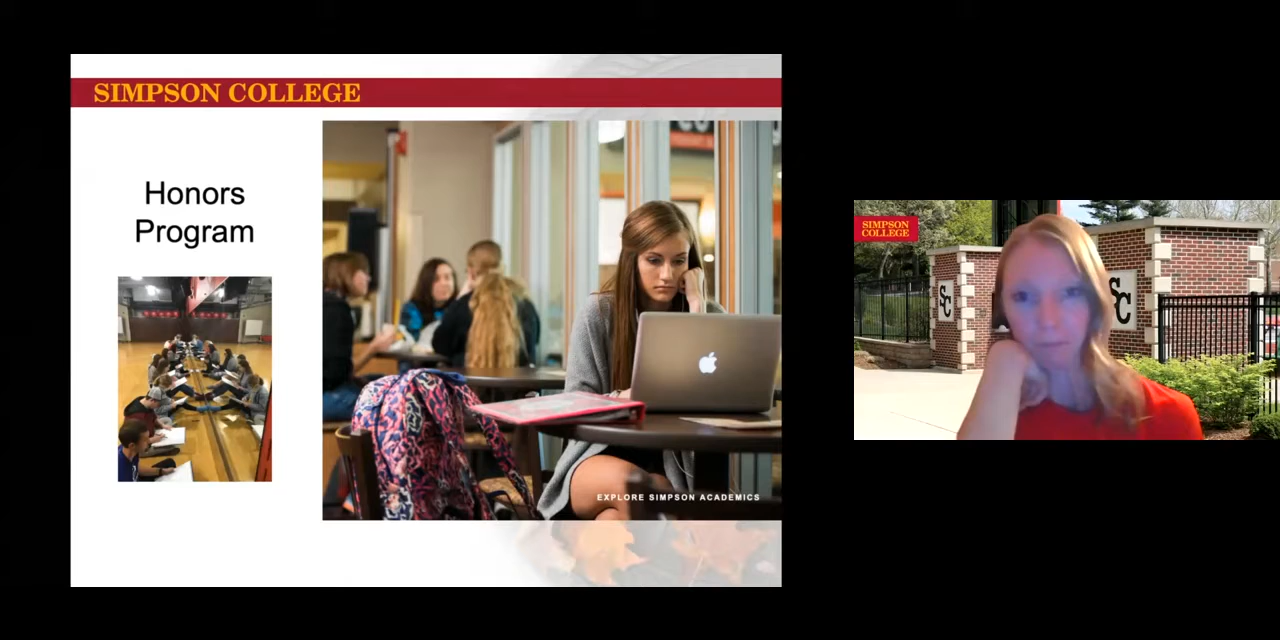 SIMPSON COLLEGE
Honors
Program
EXPLORE SIMPSON ACADEMICS
SIMPSON
COLLEGE
SC
SC